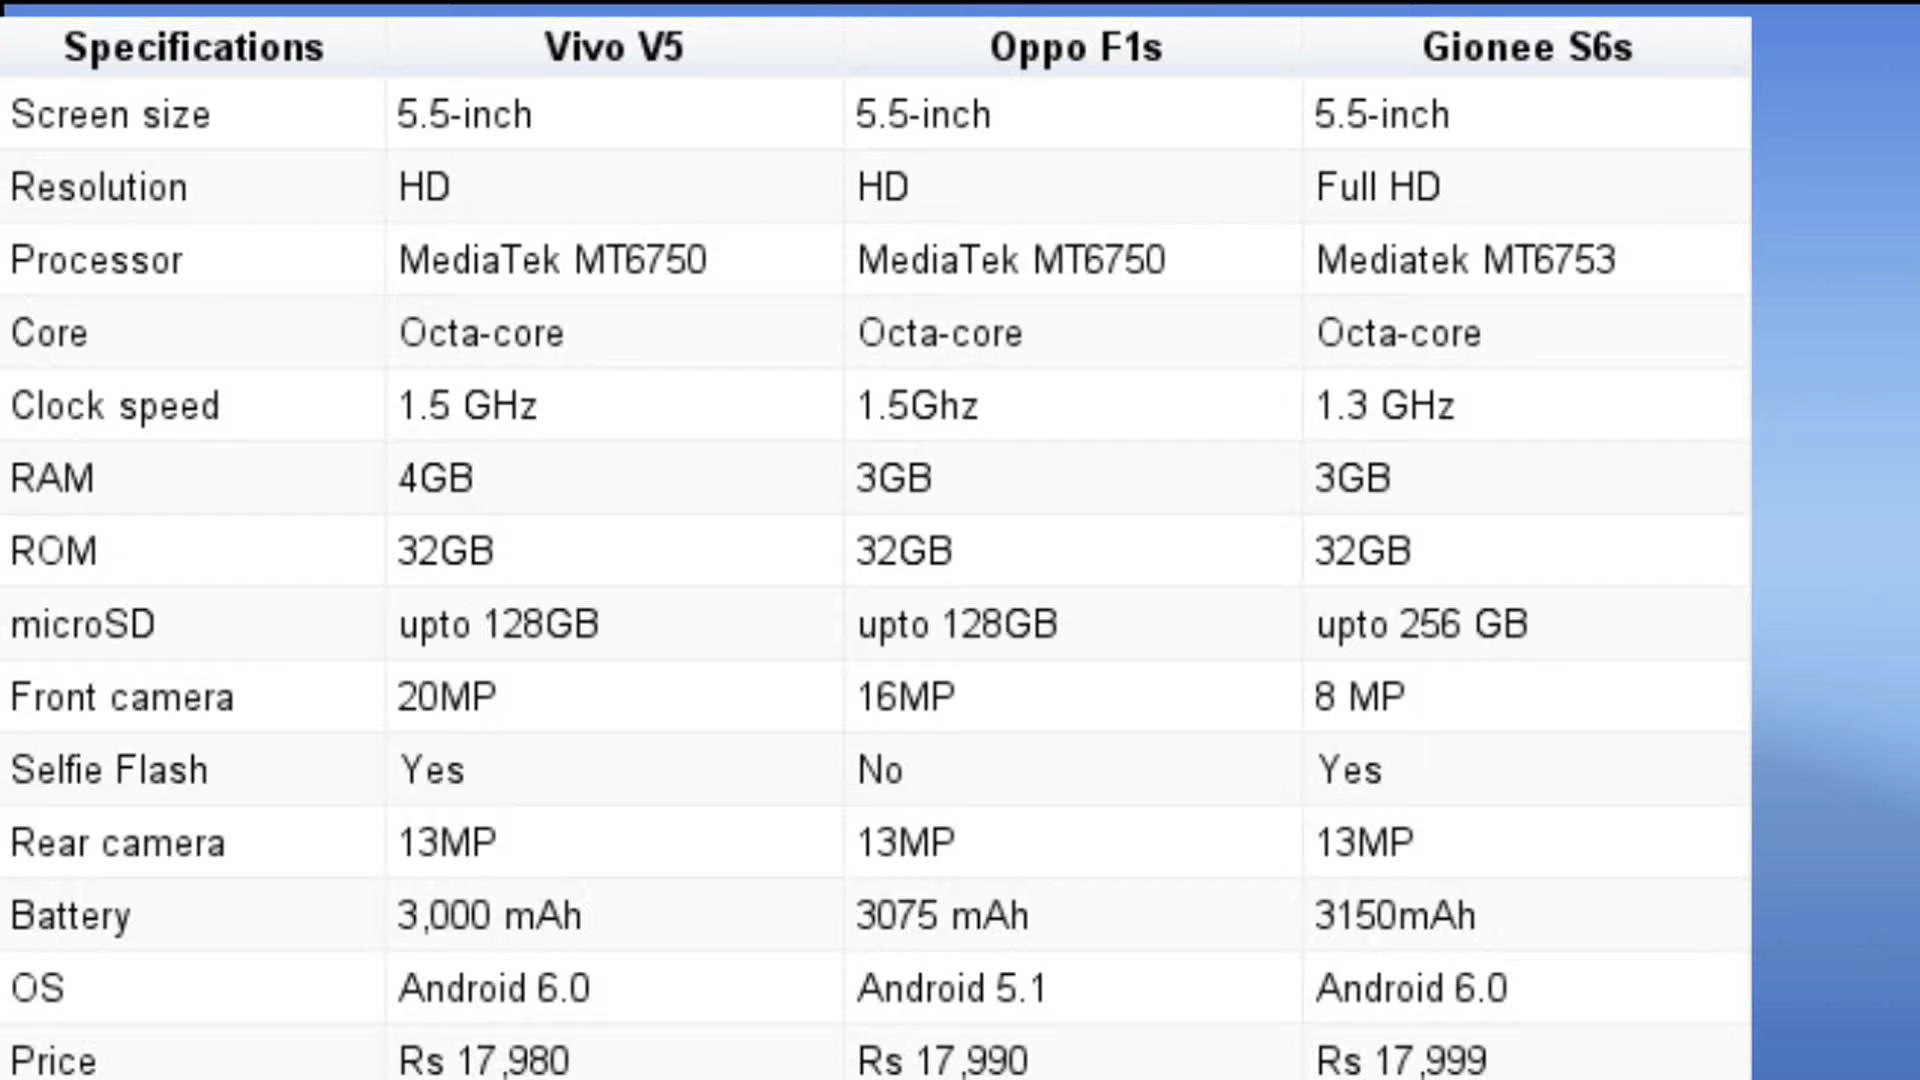 Specifications Vivo V5 Oppo F1s Gionee S6s
Screen size 5.5-inch 5.5-inch 5.5-inch
Resolution HD HD Full HD
Processor MediaTek MT6750 MediaTek MT6750 Mediatek MT6753
Core Octa-core Octa-core Octa-core
Clock speed 1.5 GHz 1.5Ghz 1.3 GHz
RAM 4GB 3GB 3GB
ROM 32GB 32GB 32GB
microSD upto 128GB upto 128GB upto 256 GB
Front camera 20MP 16MP 8 MP
Selfie Flash Yes No Yes
Rear camera 13MP 13MP 13MP
Battery 3,000 mAh 3075 mAh 3150mAh
OS Android 6.0 Android 5.1 Android 6.0
Price Rs 17,980 Rs 17,990 Rs 17,999